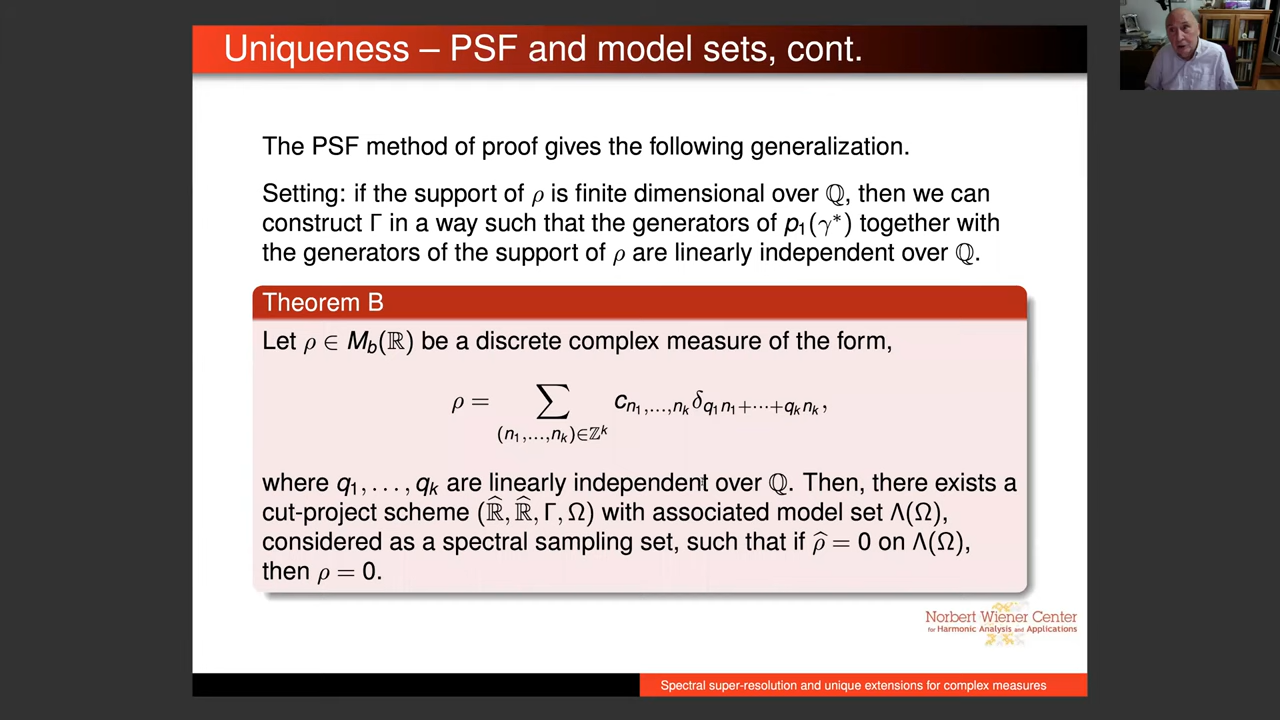 Uniqueness – PSF and model sets, cont.
The PSF method of proof gives the following generalization.
Setting: if the support of ρ is finite dimensional over ℚ, then we can
construct Γ in a way such that the generators of p₁(γ*) together with
the generators of the support of ρ are linearly independent over ℚ.
Theorem B
Let ρ ∈ M_b(ℝ) be a discrete complex measure of the form,
ρ = ∑_{(n₁,…,n_k)∈ℤ^k} c_{n₁,…,n_k} δ_{q₁n₁+⋯+q_kn_k},
where q₁, . . . , q_k are linearly independent over ℚ. Then, there exists a
cut-project scheme (ℝ̂, ℝ̂, Γ, Ω) with associated model set Λ(Ω),
considered as a spectral sampling set, such that if ρ̂ = 0 on Λ(Ω),
then ρ = 0.
Norbert Wiener Center
for Harmonic Analysis and Applications
Spectral super-resolution and unique extensions for complex measures